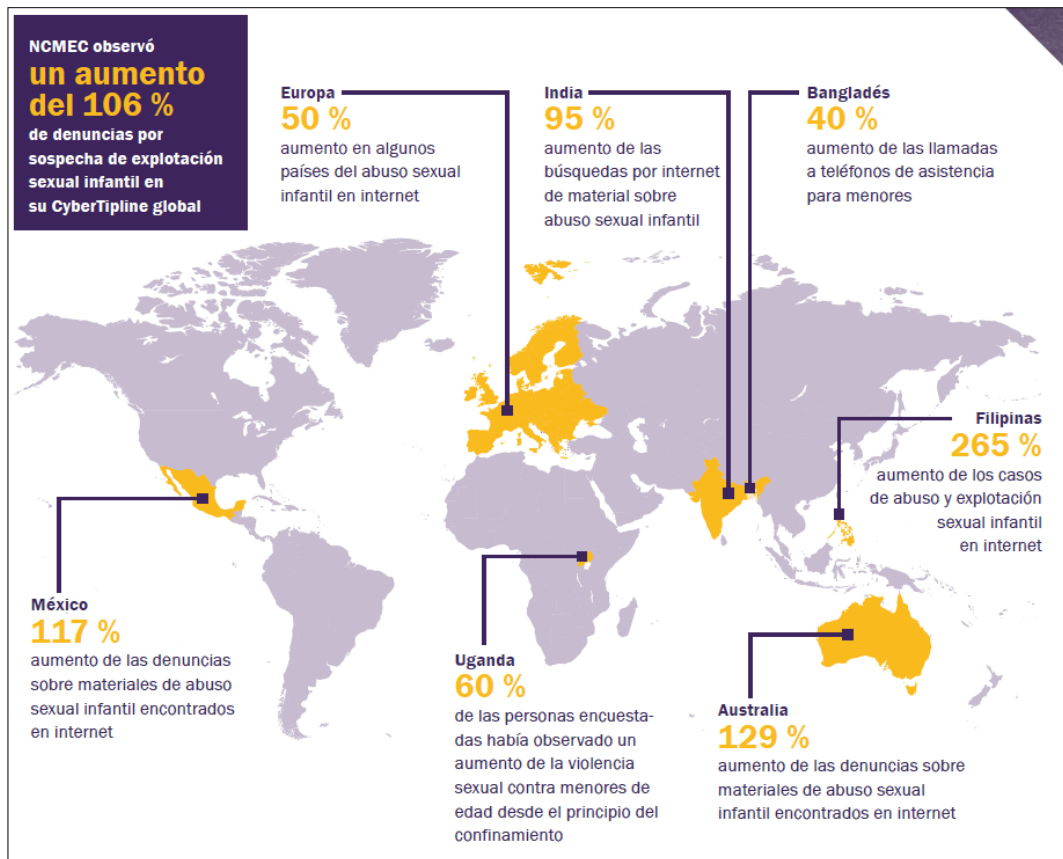 NCMEC observó
un aumento
del 106 %
de denuncias por
sospecha de explotación
sexual infantil en
su CyberTipline global
Europa
50 %
aumento en algunos
países del abuso sexual
infantil en internet
India
95 %
aumento de las
búsquedas por internet
de material sobre
abuso sexual infantil
Bangladés
40 %
aumento de las llamadas
a teléfonos de asistencia
para menores
Filipinas
265 %
aumento de los casos
de abuso y explotación
sexual infantil
en internet
México
117 %
aumento de las denuncias
sobre materiales de abuso
sexual infantil encontrados
en internet
Uganda
60 %
de las personas encuesta-
das había observado un
aumento de la violencia
sexual contra menores de
edad desde el principio del
confinamiento
Australia
129 %
aumento de las denuncias sobre
materiales de abuso sexual
infantil encontrados en internet